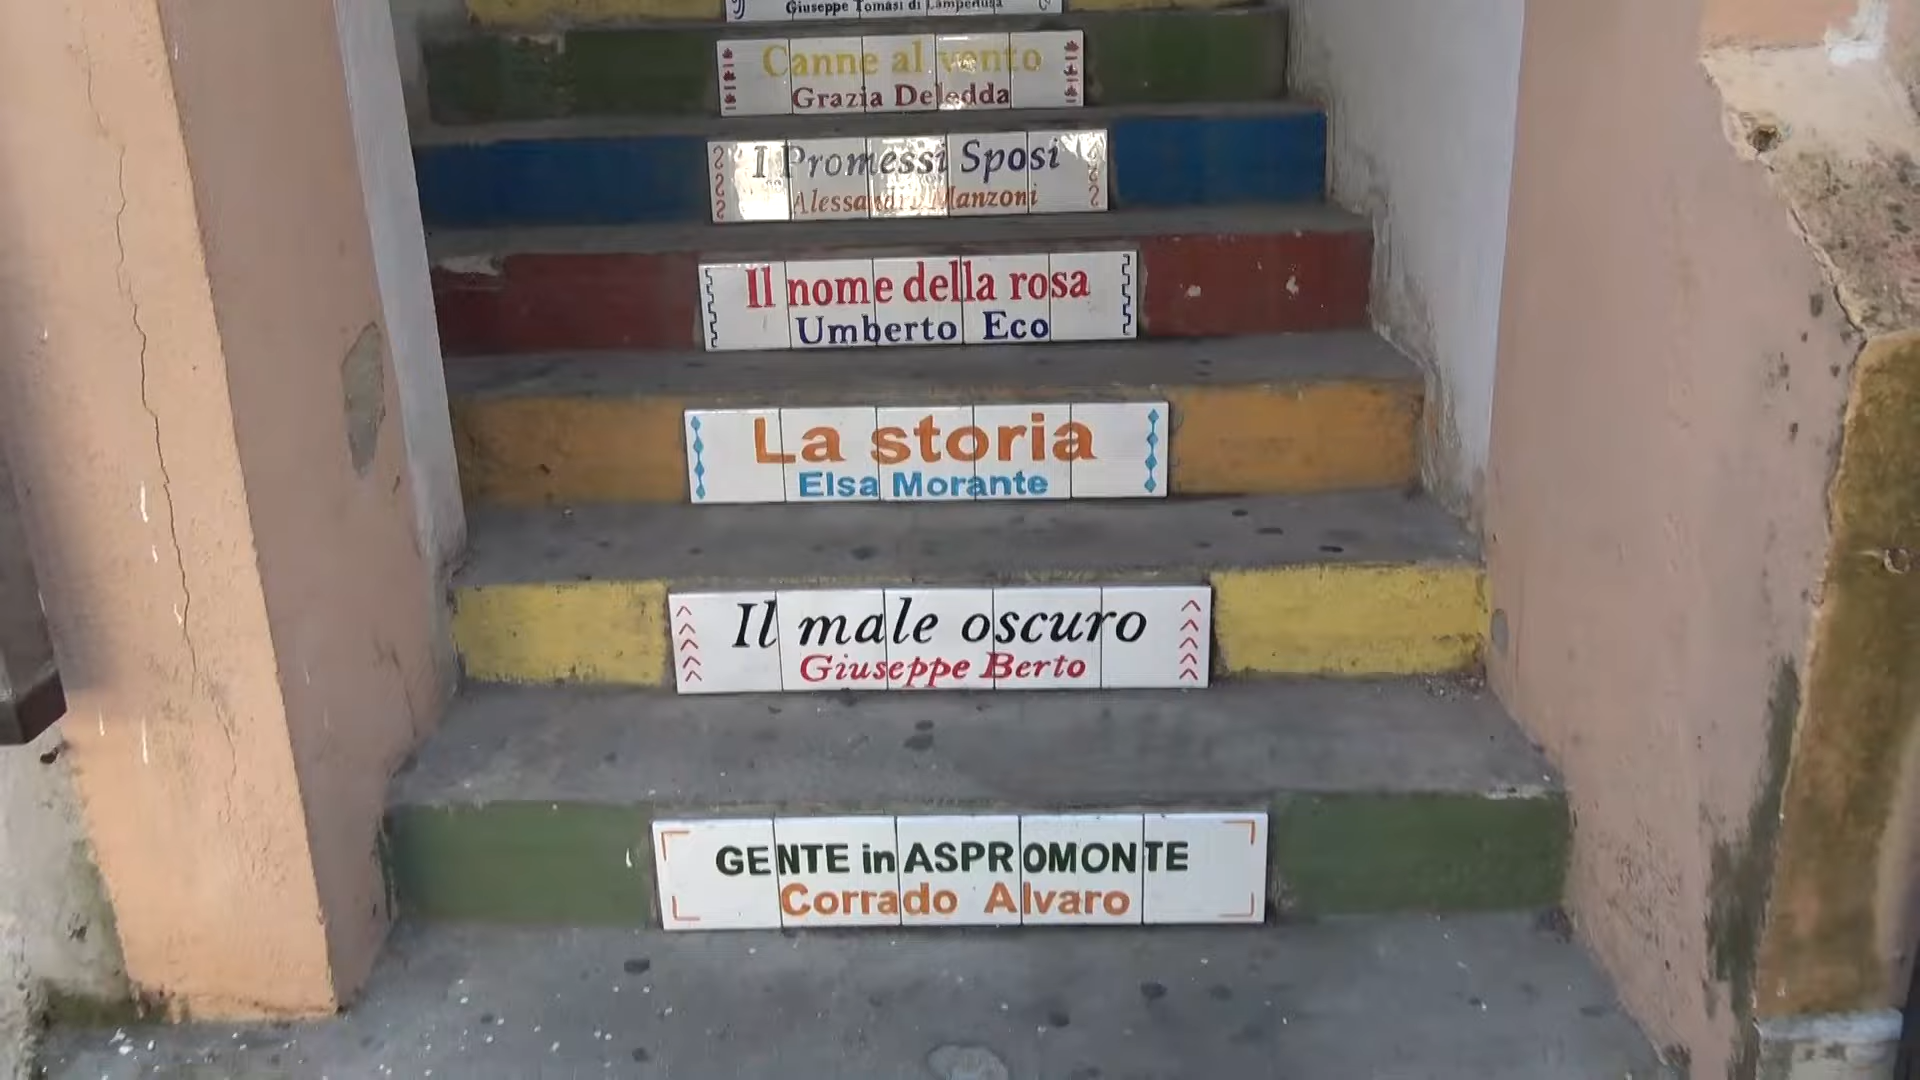 Giuseppe Tomasi di Lampedusa
Canne al vento
Grazia Deledda
I Promessi Sposi
Alessandro Manzoni
Il nome della rosa
Umberto Eco
La storia
Elsa Morante
Il male oscuro
Giuseppe Berto
GENTE in ASPROMONTE
Corrado Alvaro